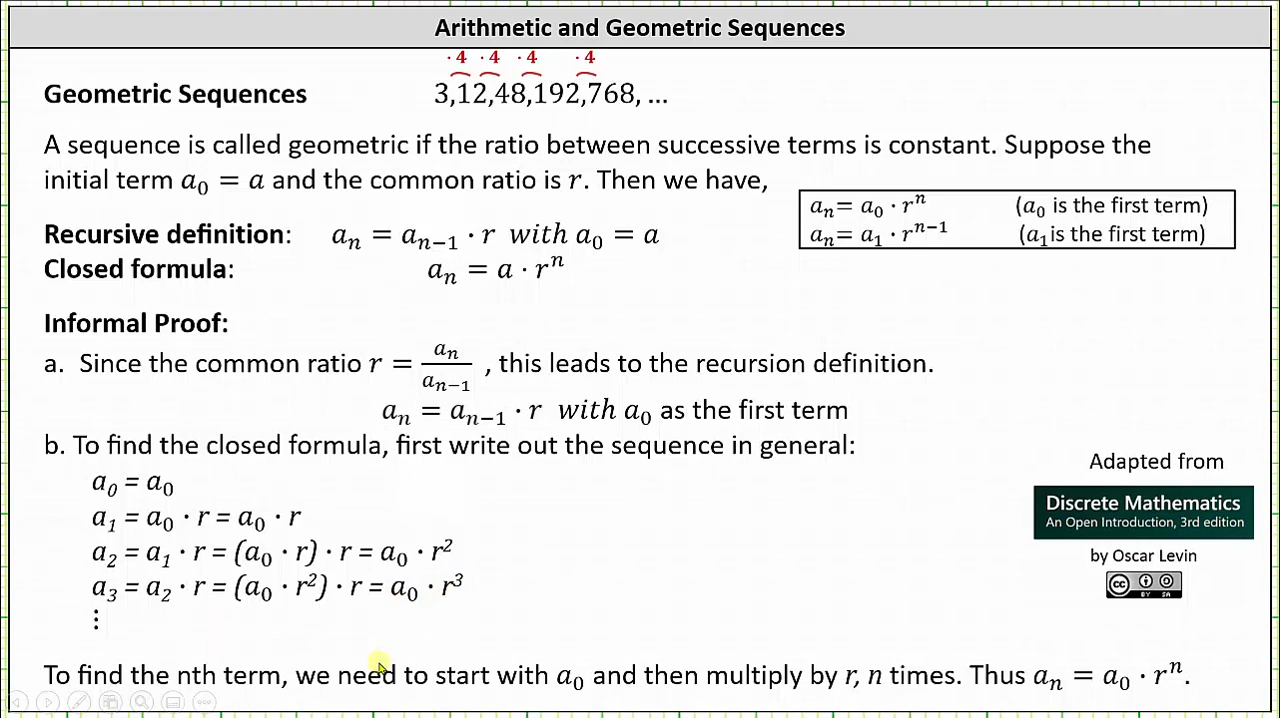 Arithmetic and Geometric Sequences
· 4 · 4 · 4 · 4
Geometric Sequences 3,12,48,192,768, ...
A sequence is called geometric if the ratio between successive terms is constant. Suppose the
initial term a₀ = a and the common ratio is r. Then we have,
aₙ= a₀ · rⁿ (a₀ is the first term)
aₙ= a₁ · rⁿ⁻¹ (a₁is the first term)
Recursive definition: aₙ = aₙ₋₁ · r with a₀ = a
Closed formula: aₙ = a · rⁿ
Informal Proof:
a. Since the common ratio r = aₙ/aₙ₋₁ , this leads to the recursion definition.
aₙ = aₙ₋₁ · r with a₀ as the first term
b. To find the closed formula, first write out the sequence in general:
a₀ = a₀
a₁ = a₀ · r = a₀ · r
a₂ = a₁ · r = (a₀ · r) · r = a₀ · r²
a₃ = a₂ · r = (a₀ · r²) · r = a₀ · r³
⋮
Adapted from
Discrete Mathematics
An Open Introduction, 3rd edition
by Oscar Levin
cc
BY SA
To find the nth term, we need to start with a₀ and then multiply by r, n times. Thus aₙ = a₀ · rⁿ.